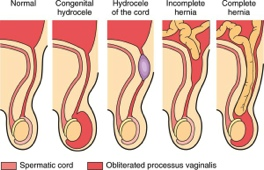 Normal
Congenital
hydrocele
Hydrocele
of the cord
Incomplete
hernia
Complete
hernia
Spermatic cord
Obliterated processus vaginalis